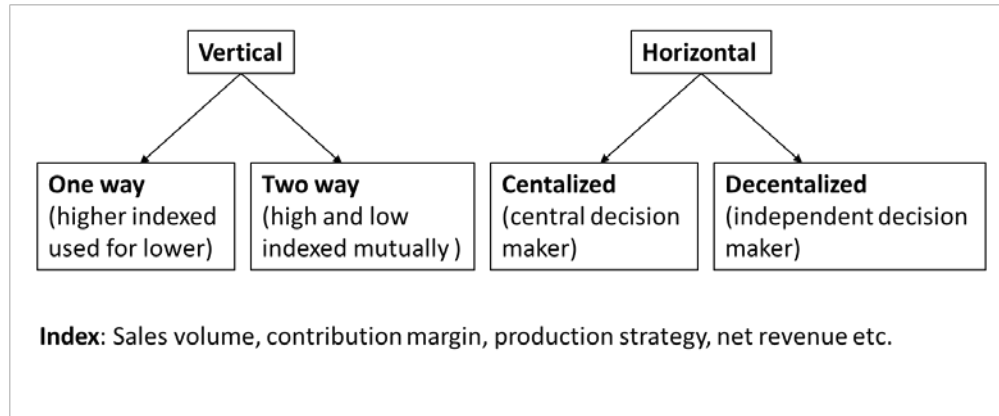 Vertical
Horizontal
One way
(higher indexed
used for lower)
Two way
(high and low
indexed mutually )
Centalized
(central decision
maker)
Decentalized
(independent decision
maker)
Index: Sales volume, contribution margin, production strategy, net revenue etc.